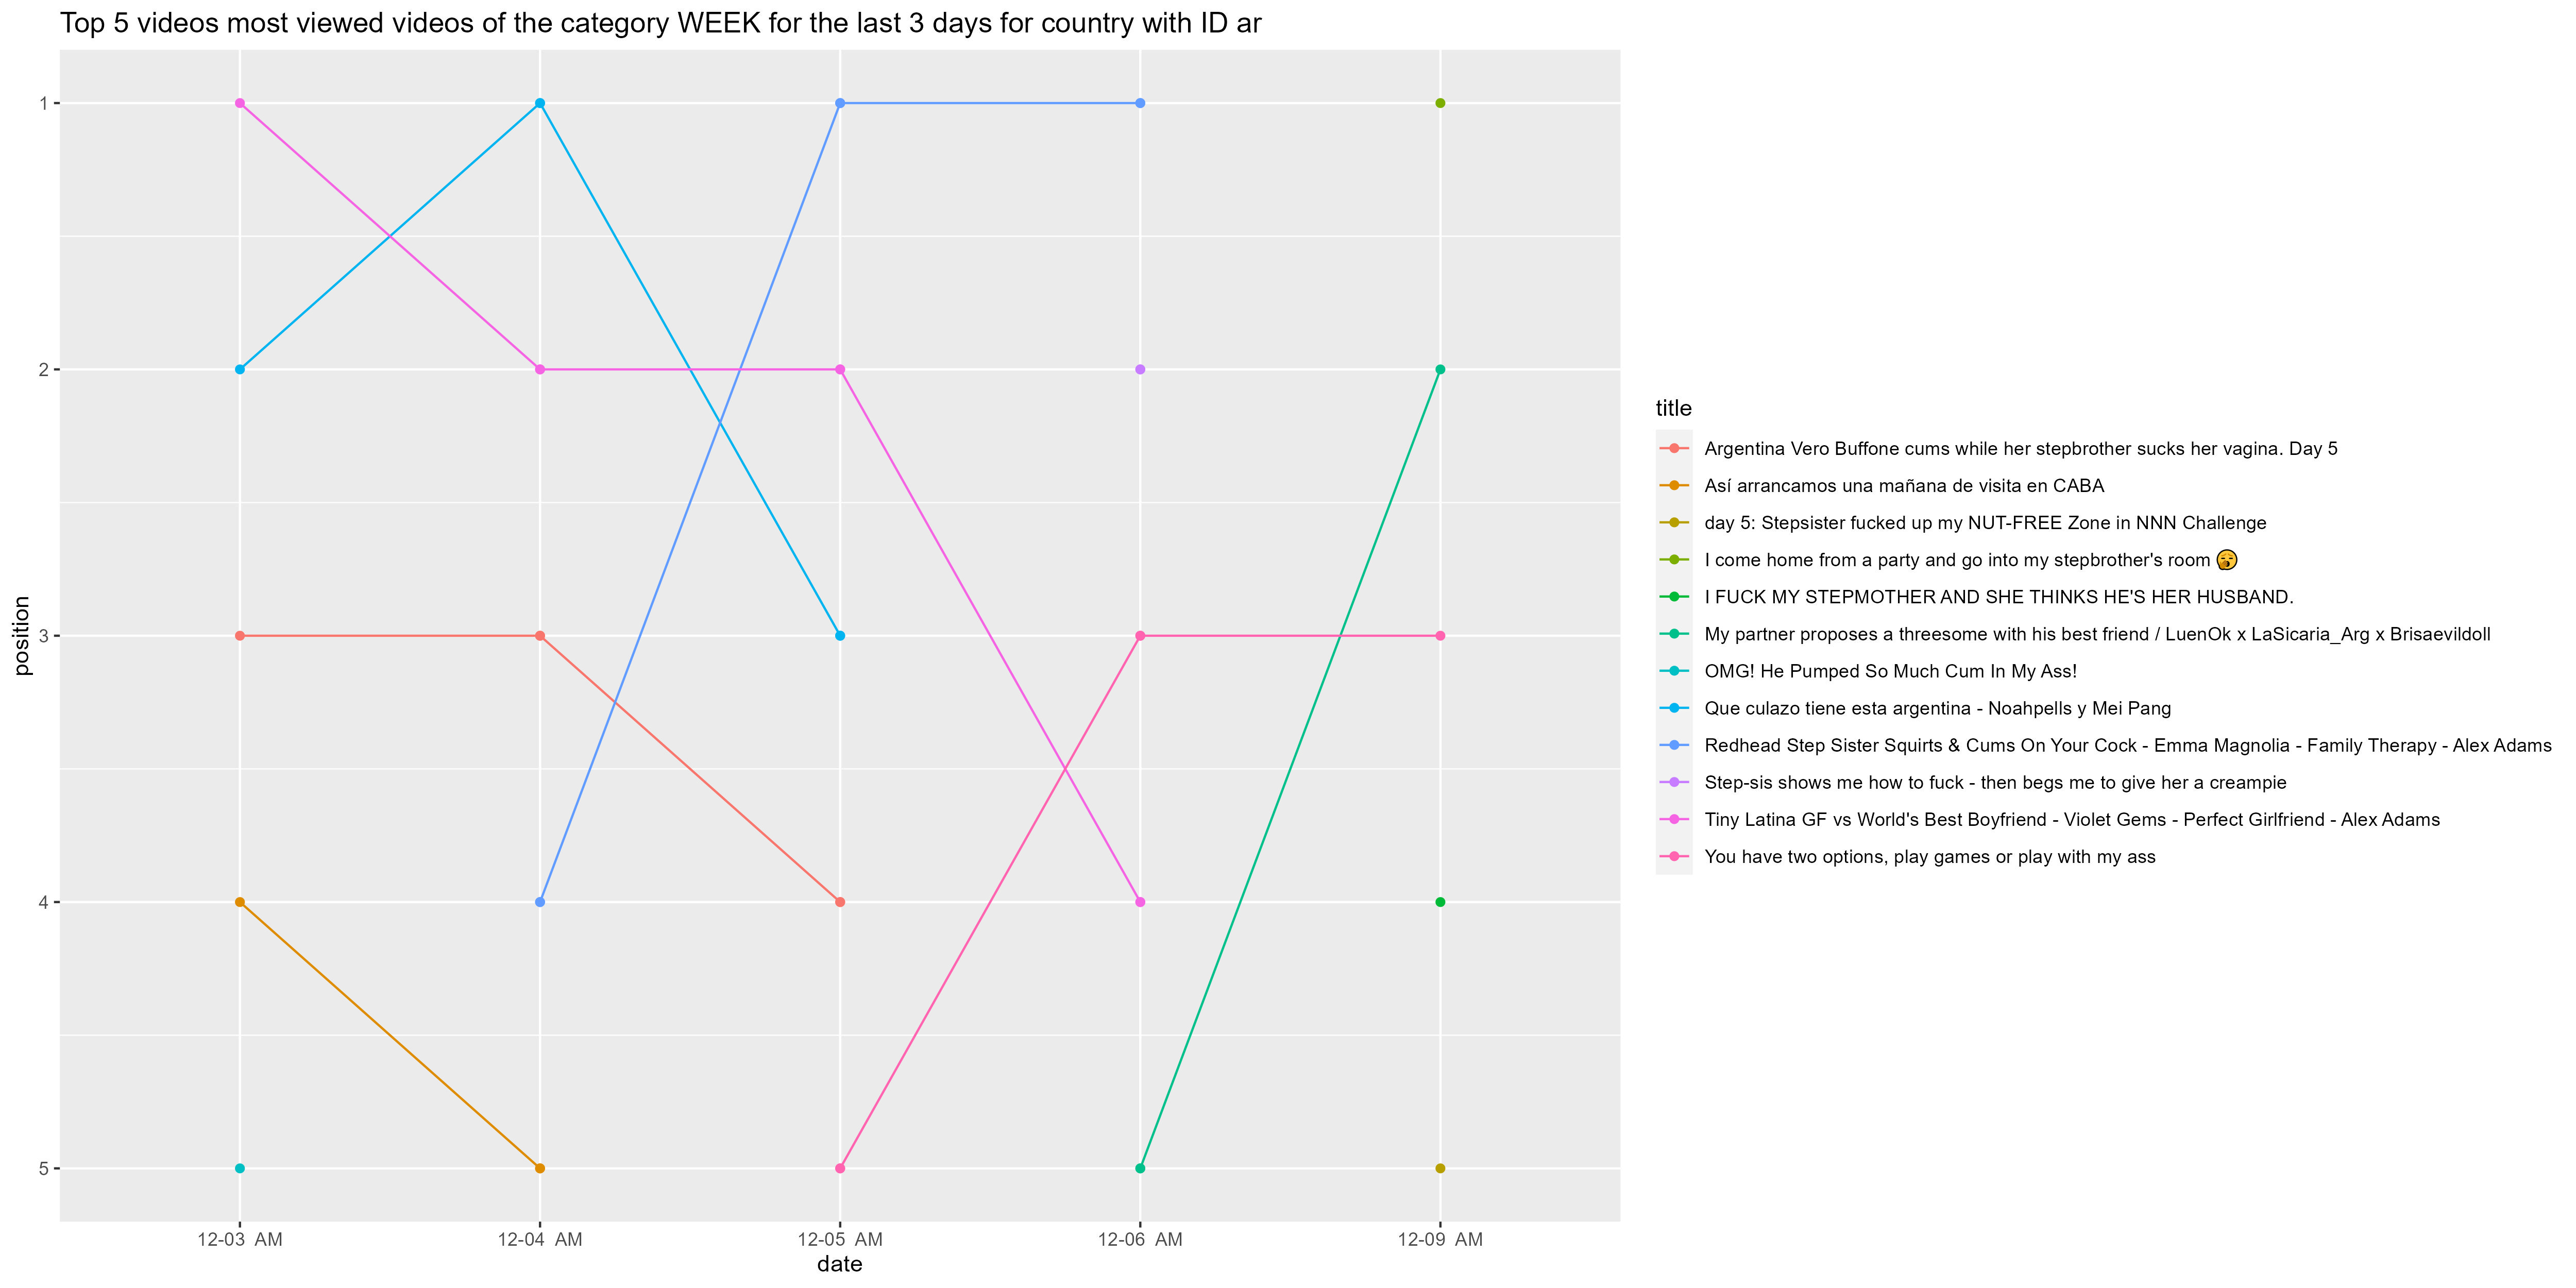 Top 5 videos most viewed videos of the category WEEK for the last 3 days for country with ID ar
position
1
2
3
4
5
12-03 AM
12-04 AM
12-05 AM
12-06 AM
12-09 AM
date
title
Argentina Vero Buffone cums while her stepbrother sucks her vagina. Day 5
Así arrancamos una mañana de visita en CABA
day 5: Stepsister fucked up my NUT-FREE Zone in NNN Challenge
I come home from a party and go into my stepbrother's room 🥱
I FUCK MY STEPMOTHER AND SHE THINKS HE'S HER HUSBAND.
My partner proposes a threesome with his best friend / LuenOk x LaSicaria_Arg x Brisaevildoll
OMG! He Pumped So Much Cum In My Ass!
Que culazo tiene esta argentina - Noahpells y Mei Pang
Redhead Step Sister Squirts & Cums On Your Cock - Emma Magnolia - Family Therapy - Alex Adams
Step-sis shows me how to fuck - then begs me to give her a creampie
Tiny Latina GF vs World's Best Boyfriend - Violet Gems - Perfect Girlfriend - Alex Adams
You have two options, play games or play with my ass